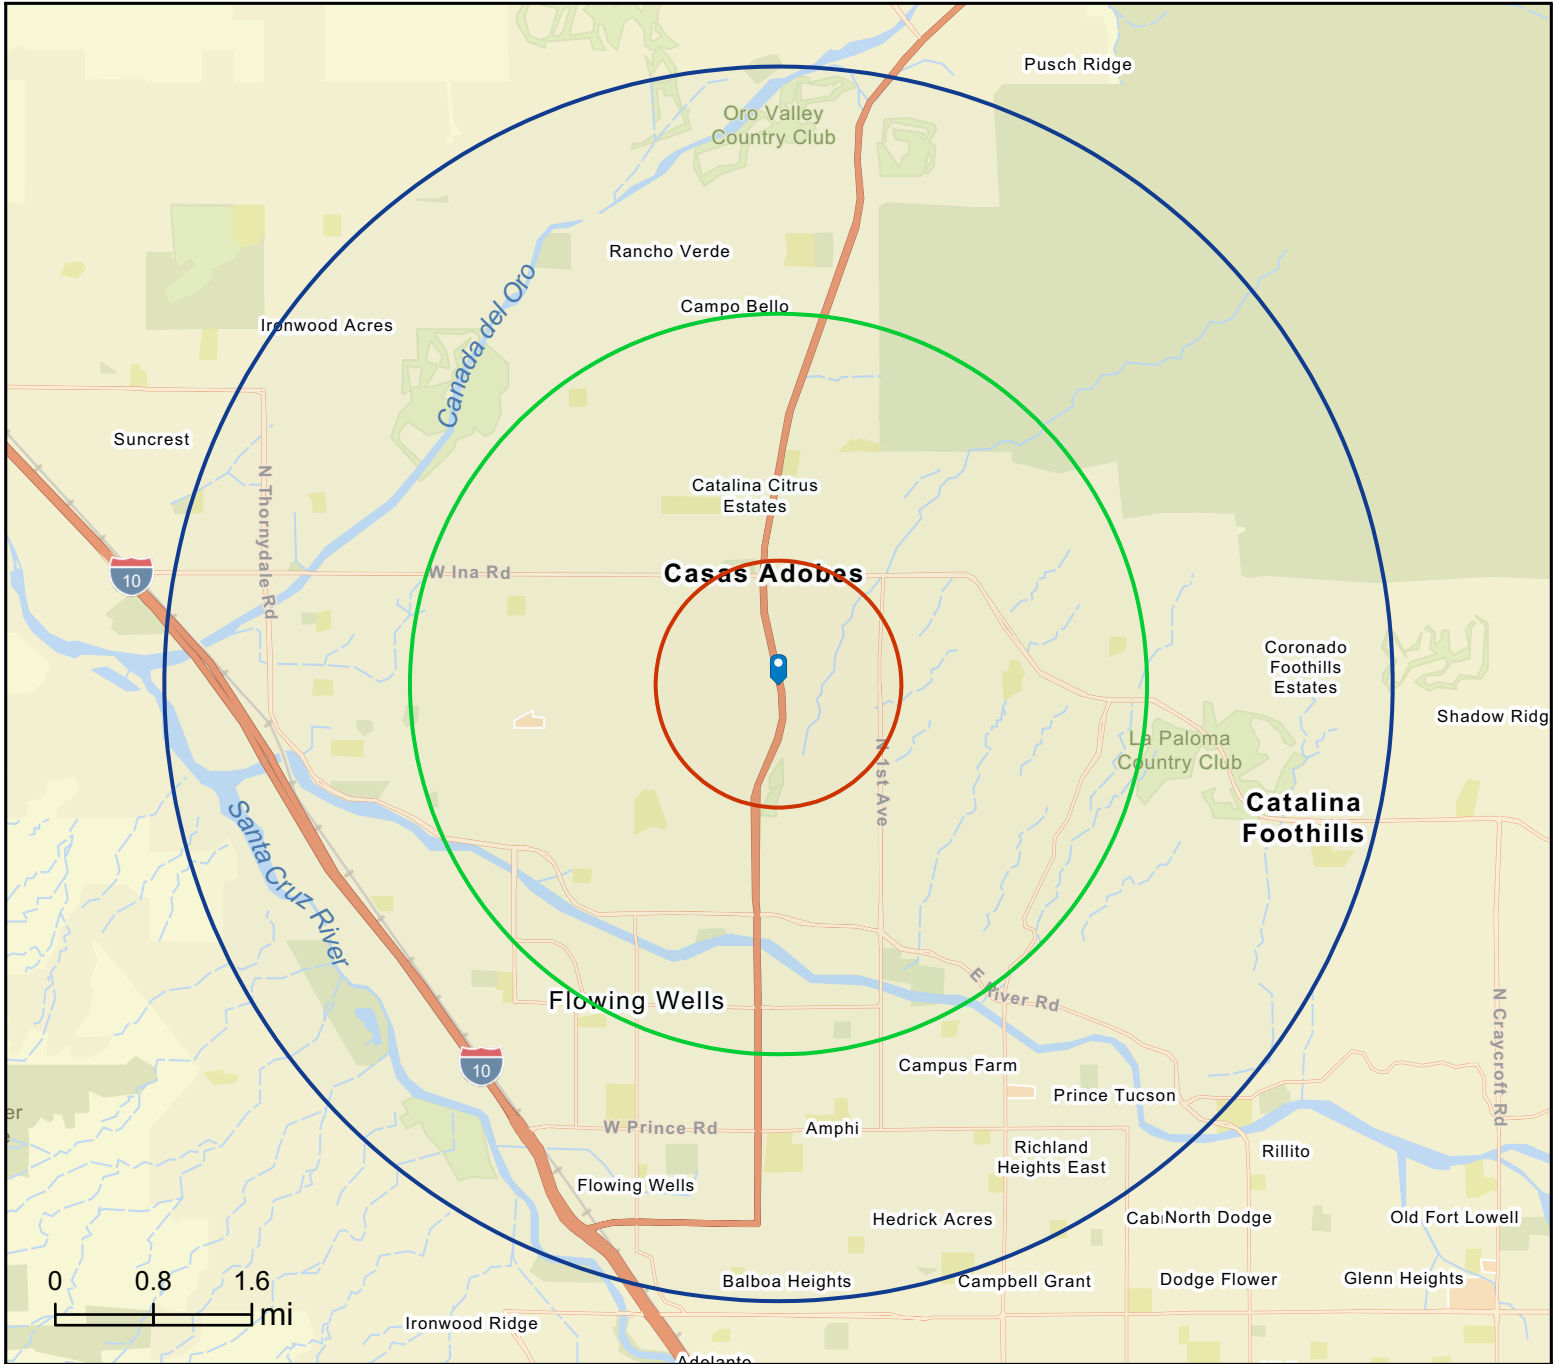 Pusch Ridge
Oro Valley
Country Club
Rancho Verde
Canada del Oro
Campo Bello
Ironwood Acres
Suncrest
N Thornydale Rd
Catalina Citrus
Estates
10
W Ina Rd
Casas Adobes
Coronado
Foothills
Estates
Shadow Ridg
La Paloma
Country Club
N 1st Ave
Catalina
Foothills
Santa Cruz River
Flowing Wells
E River Rd
N Craycroft Rd
10
Campus Farm
Prince Tucson
er
e
W Prince Rd
Amphi
Richland
Heights East
Rillito
Flowing Wells
Hedrick Acres
Cab
North Dodge
Old Fort Lowell
0 0.8 1.6
mi
Balboa Heights
Campbell Grant
Dodge Flower
Glenn Heights
Ironwood Ridge
Adelanto